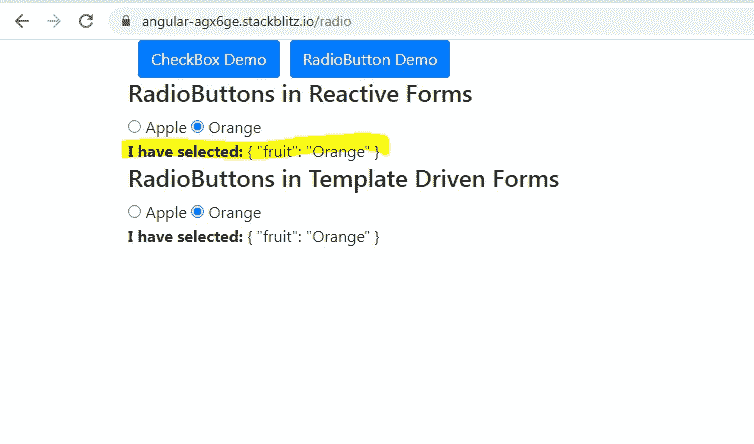 angular-agx6ge.stackblitz.io/radio
CheckBox Demo RadioButton Demo
RadioButtons in Reactive Forms
Apple Orange
I have selected: { "fruit": "Orange" }
RadioButtons in Template Driven Forms
Apple Orange
I have selected: { "fruit": "Orange" }